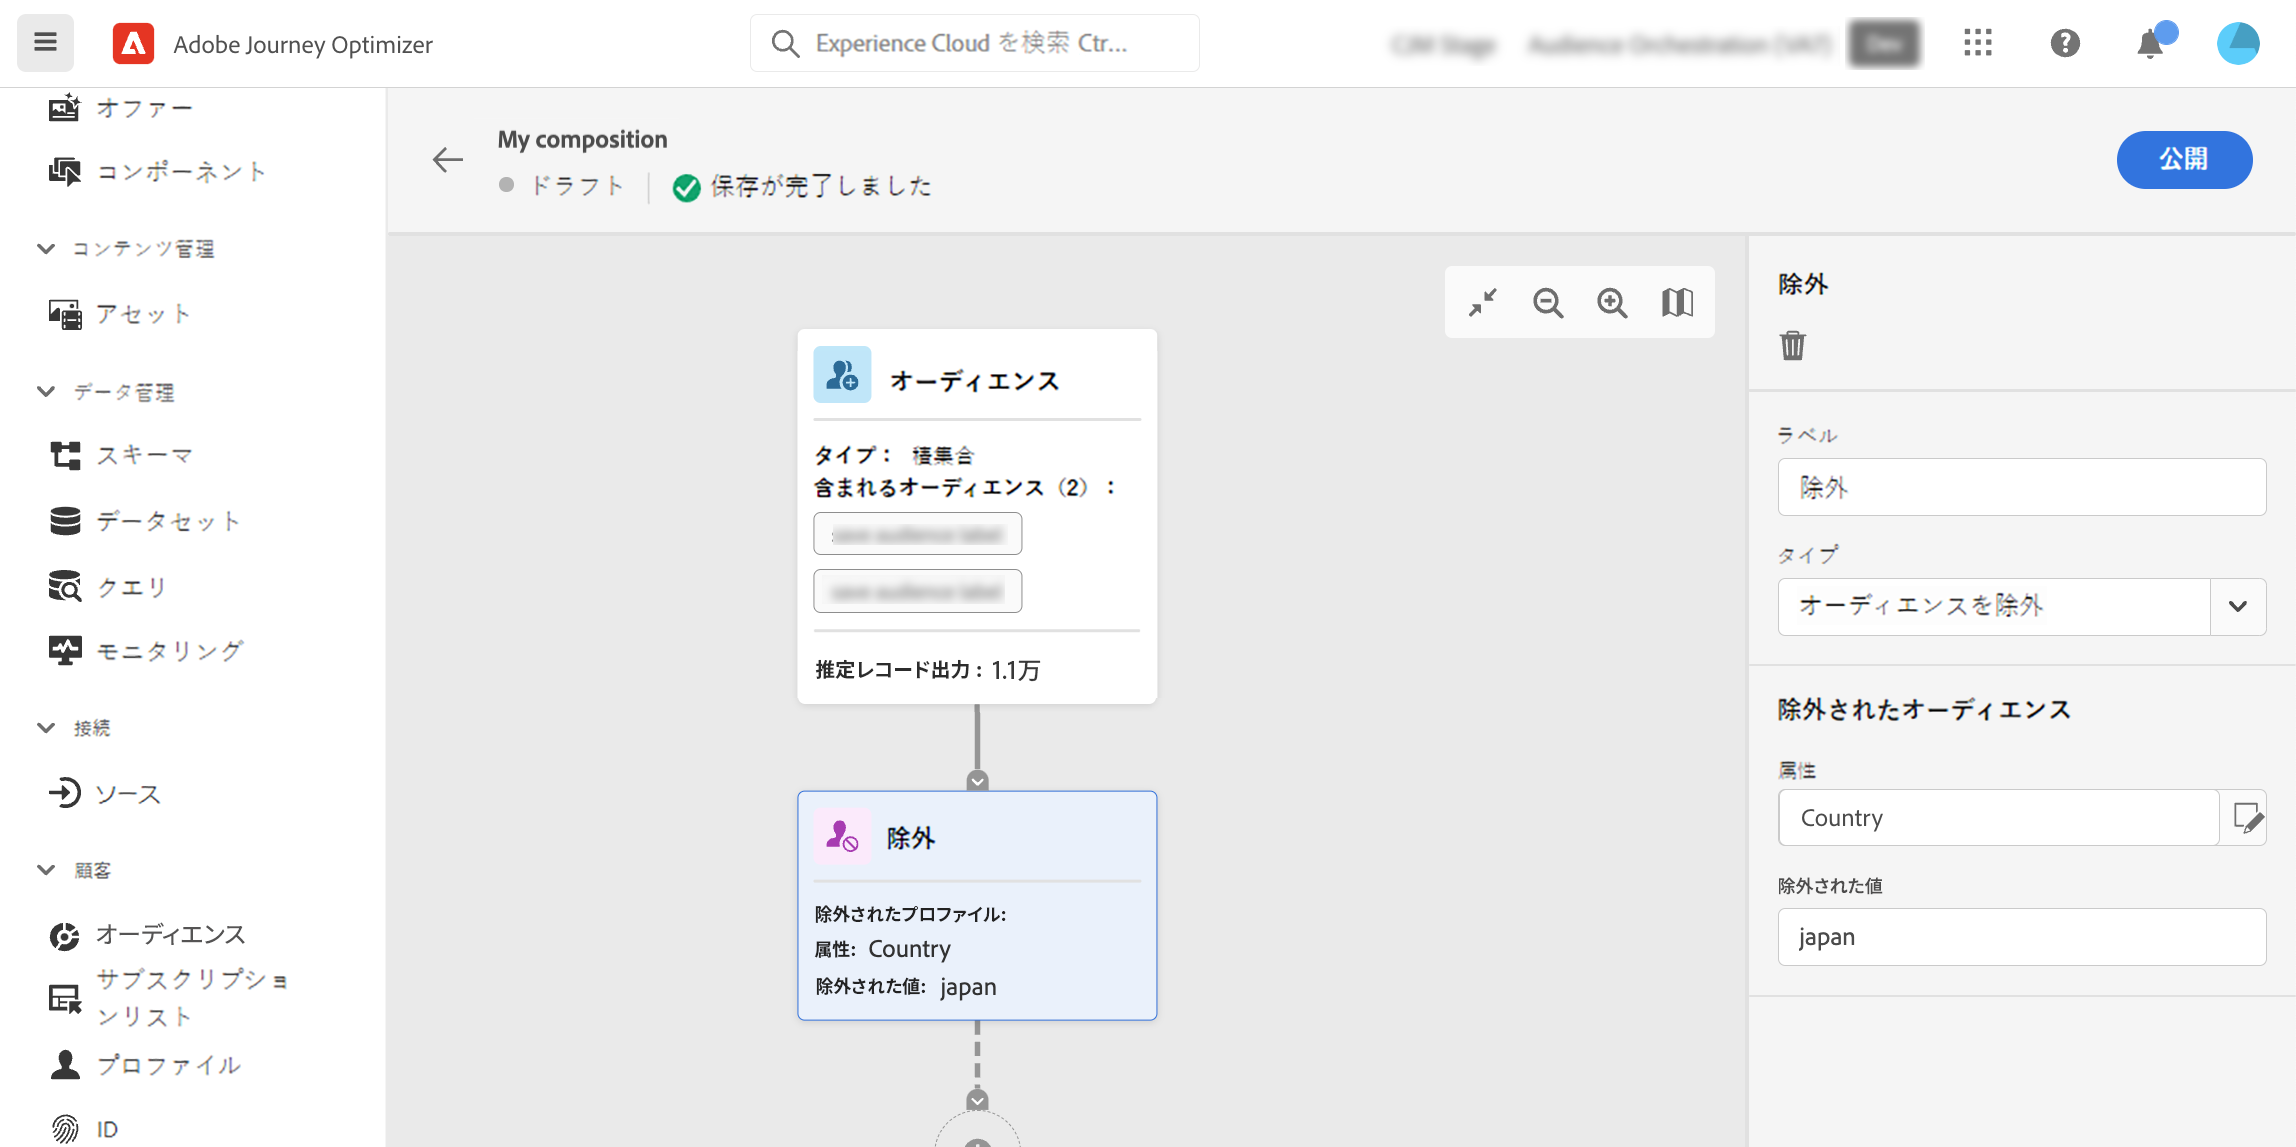 Adobe Journey Optimizer
Experience Cloud を検索 Ctr...
オファー
コンポーネント
コンテンツ管理
アセット
データ管理
スキーマ
データセット
クエリ
モニタリング
接続
ソース
顧客
オーディエンス
サブスクリプショ
ンリスト
プロファイル
ID
My composition
ドラフト
保存が完了しました
公開
オーディエンス
タイプ： 積集合
含まれるオーディエンス（2）：
推定レコード出力： 1.1万
除外
除外されたプロファイル:
属性: Country
除外された値: japan
除外
ラベル
除外
タイプ
オーディエンスを除外
除外されたオーディエンス
属性
Country
除外された値
japan